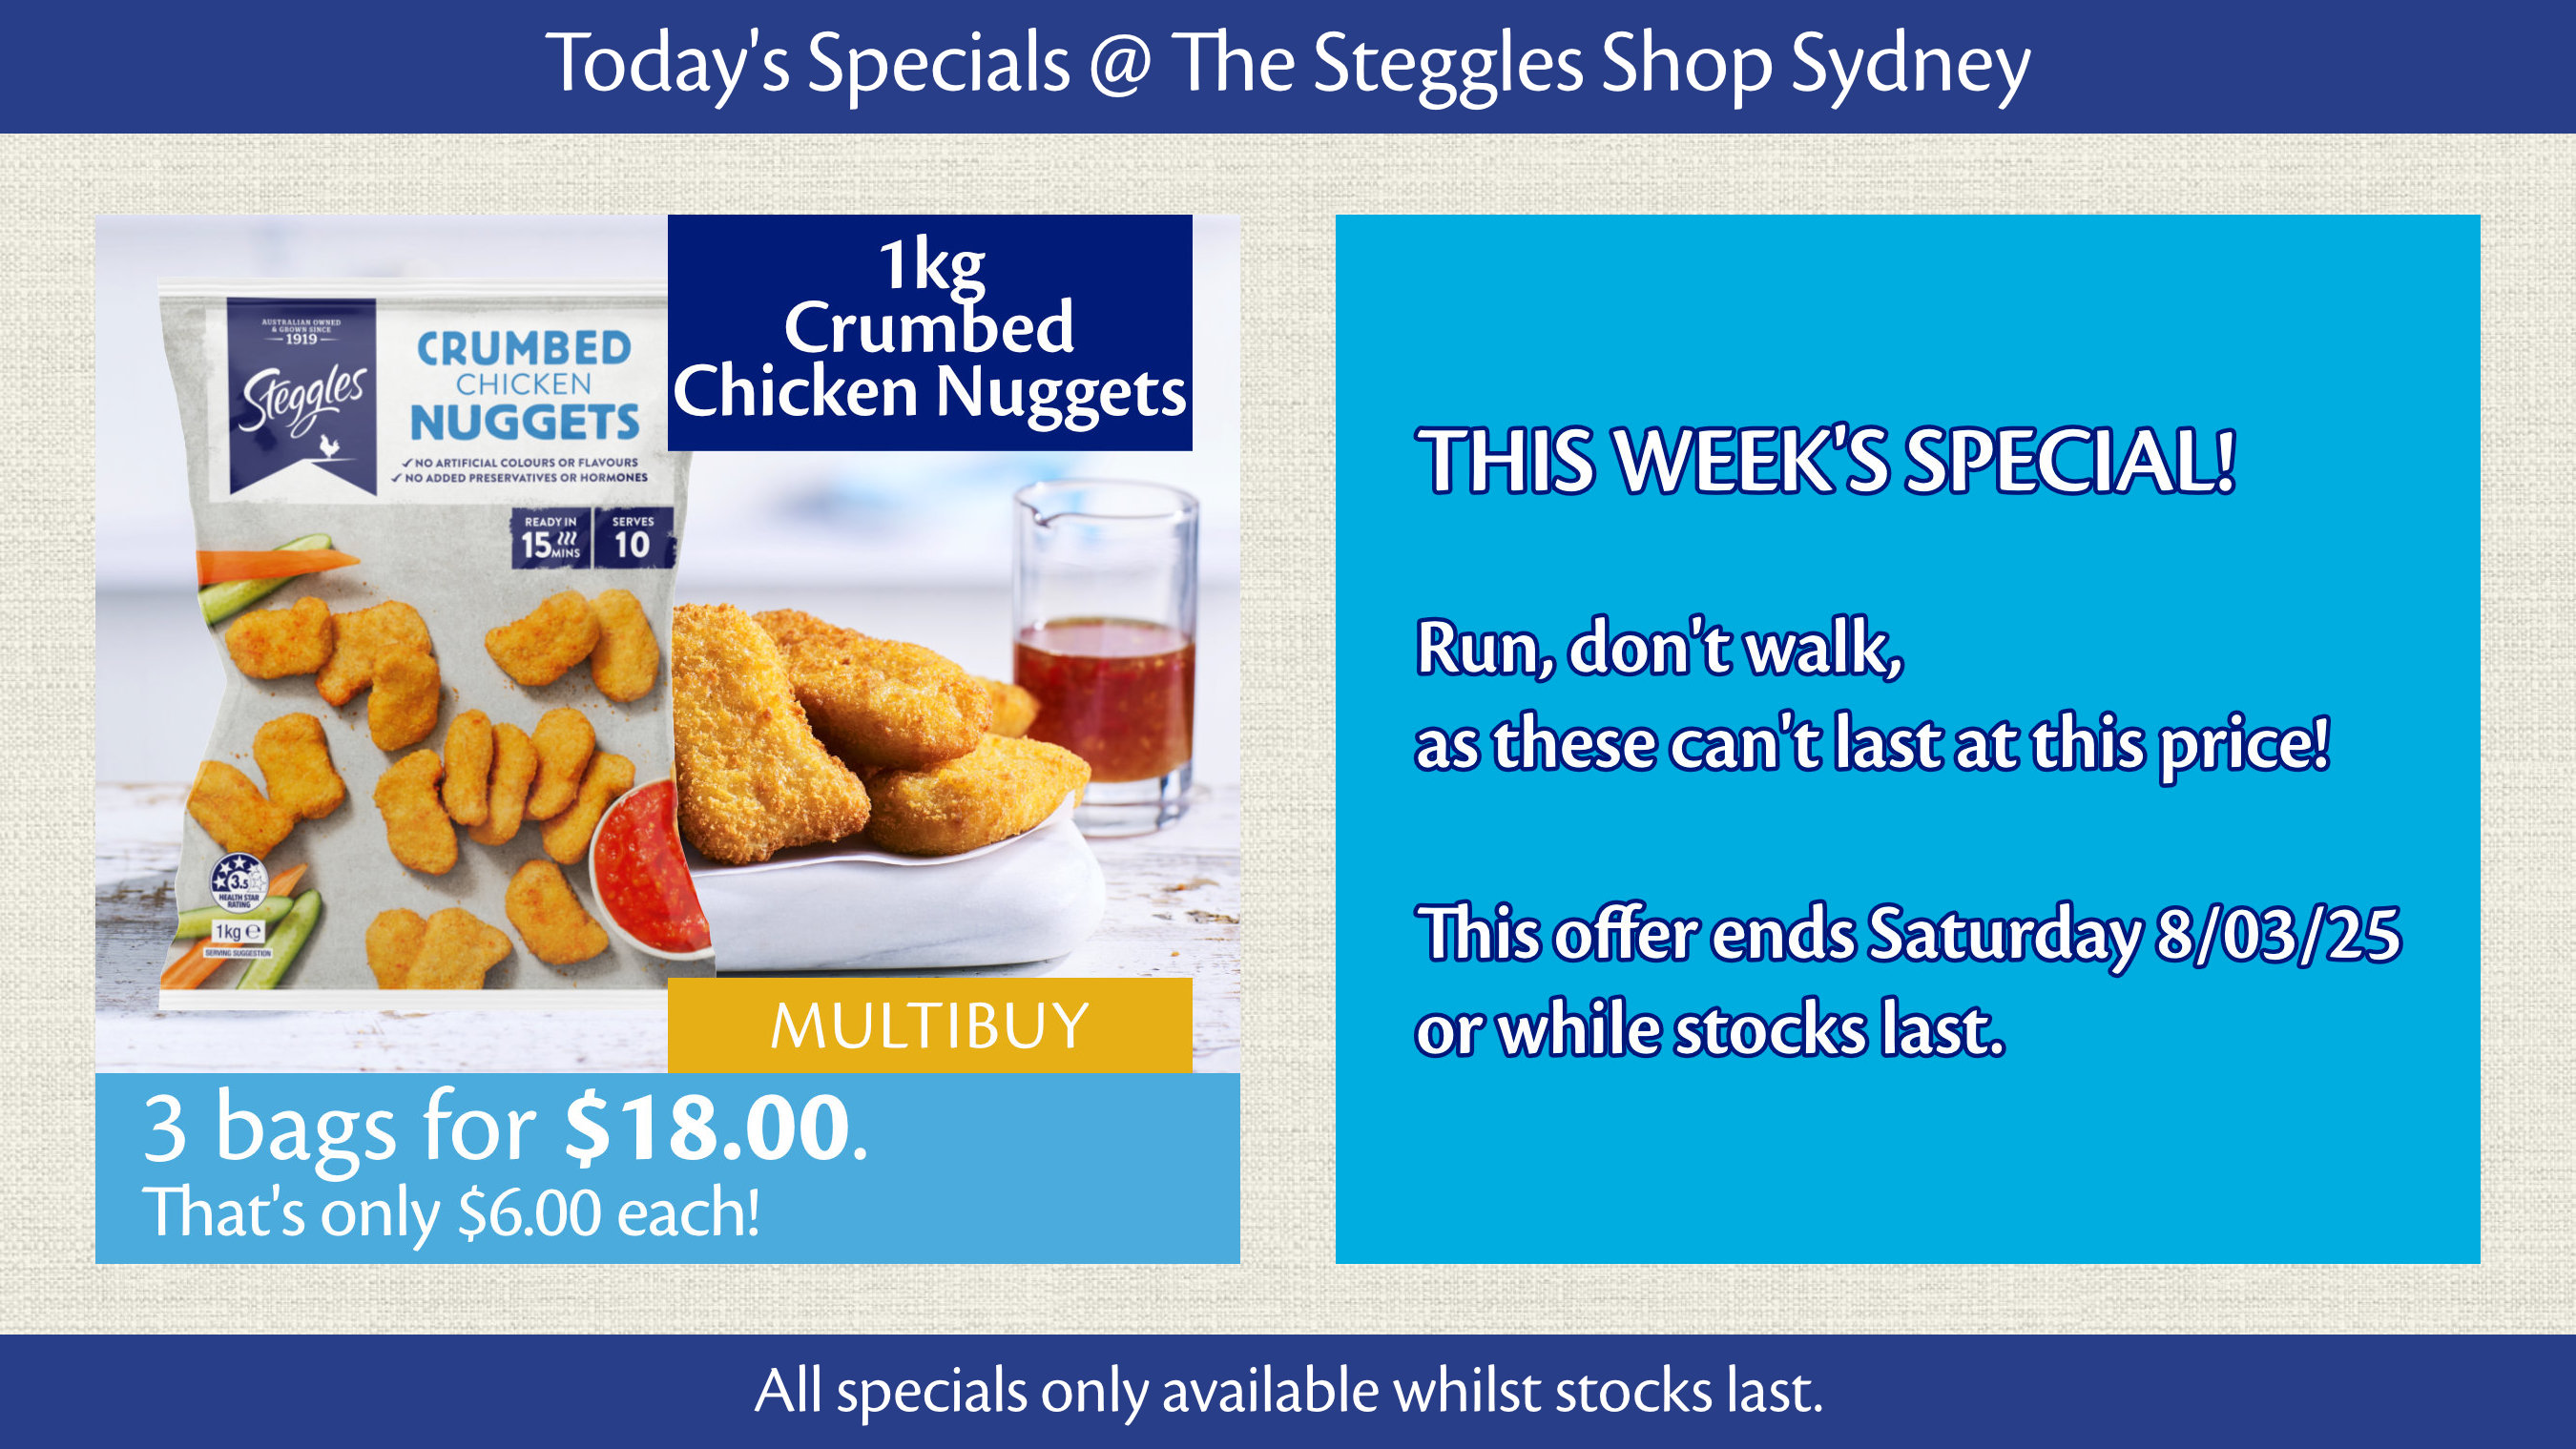 Today's Specials @ The Steggles Shop Sydney
1kg
Crumbed
Chicken Nuggets
AUSTRALIAN OWNED
& GROWN SINCE
1919
Steggles
CRUMBED
CHICKEN
NUGGETS
✓ NO ARTIFICIAL COLOURS OR FLAVOURS
✓ NO ADDED PRESERVATIVES OR HORMONES
READY IN
15 MINS
SERVES
10
3.5
HEALTH STAR
RATING
1kg ℮
SERVING SUGGESTION
MULTIBUY
3 bags for $18.00.
That's only $6.00 each!
THIS WEEK'S SPECIAL!
Run, don't walk,
as these can't last at this price!
This offer ends Saturday 8/03/25
or while stocks last.
All specials only available whilst stocks last.